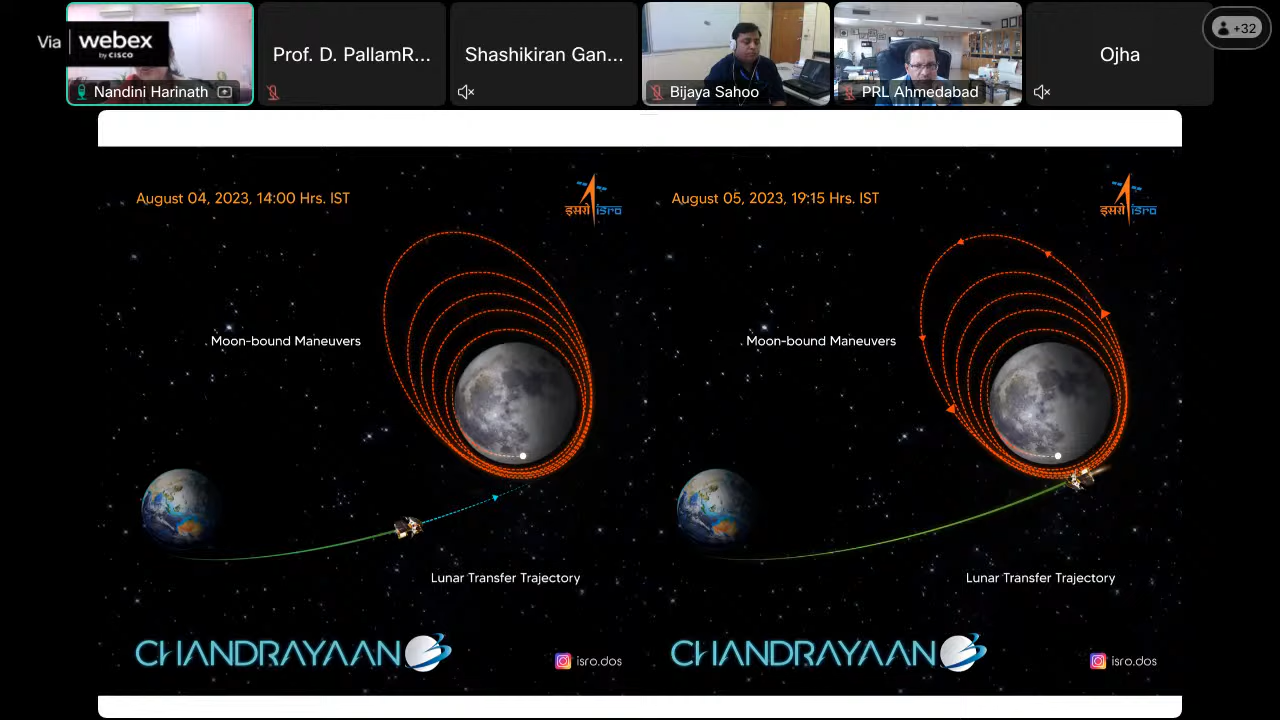 Via webex
by CISCO
Nandini Harinath
Prof. D. PallamR...
Shashikiran Gan...
Bijaya Sahoo
PRL Ahmedabad
Ojha
+32
August 04, 2023, 14:00 Hrs. IST
इसरो isro
Moon-bound Maneuvers
Lunar Transfer Trajectory
CHANDRAYAAN
isro.dos
August 05, 2023, 19:15 Hrs. IST
इसरो isro
Moon-bound Maneuvers
Lunar Transfer Trajectory
CHANDRAYAAN
isro.dos